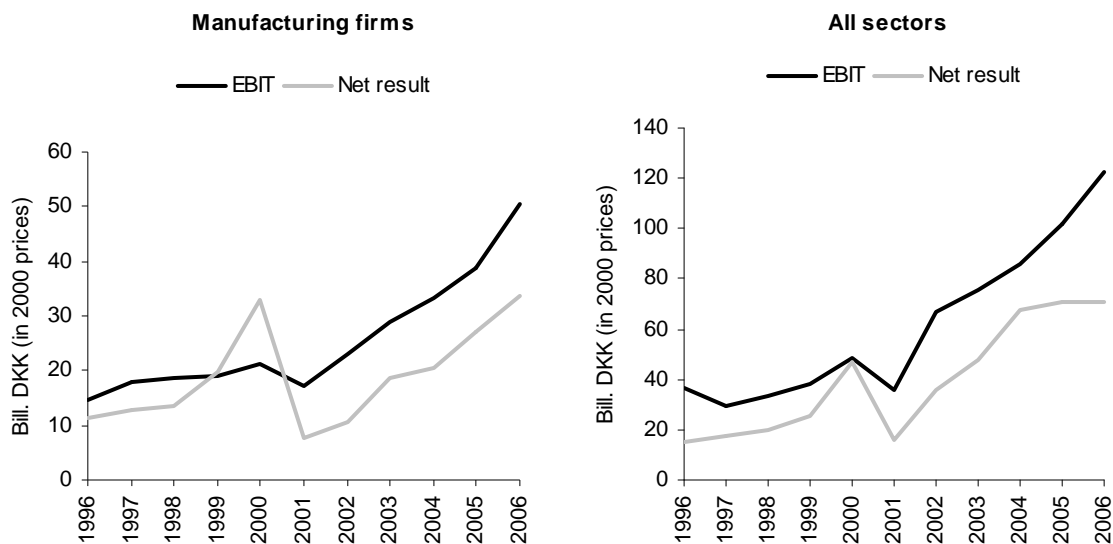 Manufacturing firms
EBIT Net result
Bill. DKK (in 2000 prices)
60
50
40
30
20
10
0
1996 1997 1998 1999 2000 2001 2002 2003 2004 2005 2006
All sectors
EBIT Net result
Bill. DKK (in 2000 prices)
140
120
100
80
60
40
20
0
1996 1997 1998 1999 2000 2001 2002 2003 2004 2005 2006